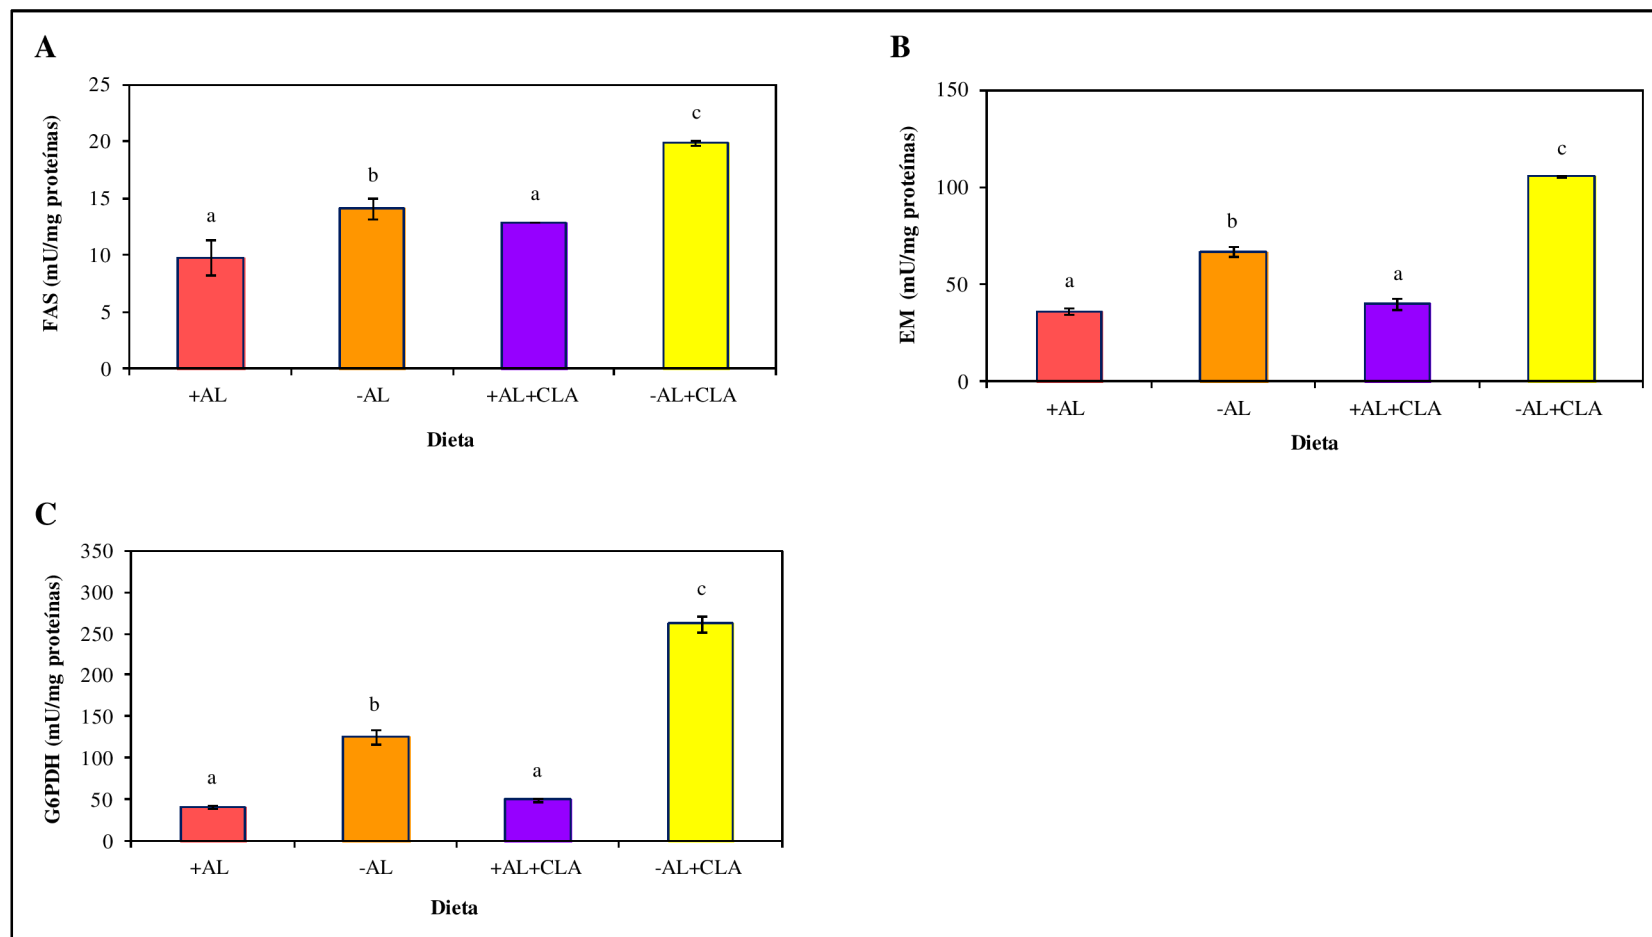 A
FAS (mU/mg proteínas)
25
20
15
10
5
0
a
b
a
c
+AL
-AL
+AL+CLA
-AL+CLA
Dieta
B
EM (mU/mg proteínas)
150
100
50
0
a
b
a
c
+AL
-AL
+AL+CLA
-AL+CLA
Dieta
C
G6PDH (mU/mg proteínas)
350
300
250
200
150
100
50
0
a
b
a
c
+AL
-AL
+AL+CLA
-AL+CLA
Dieta